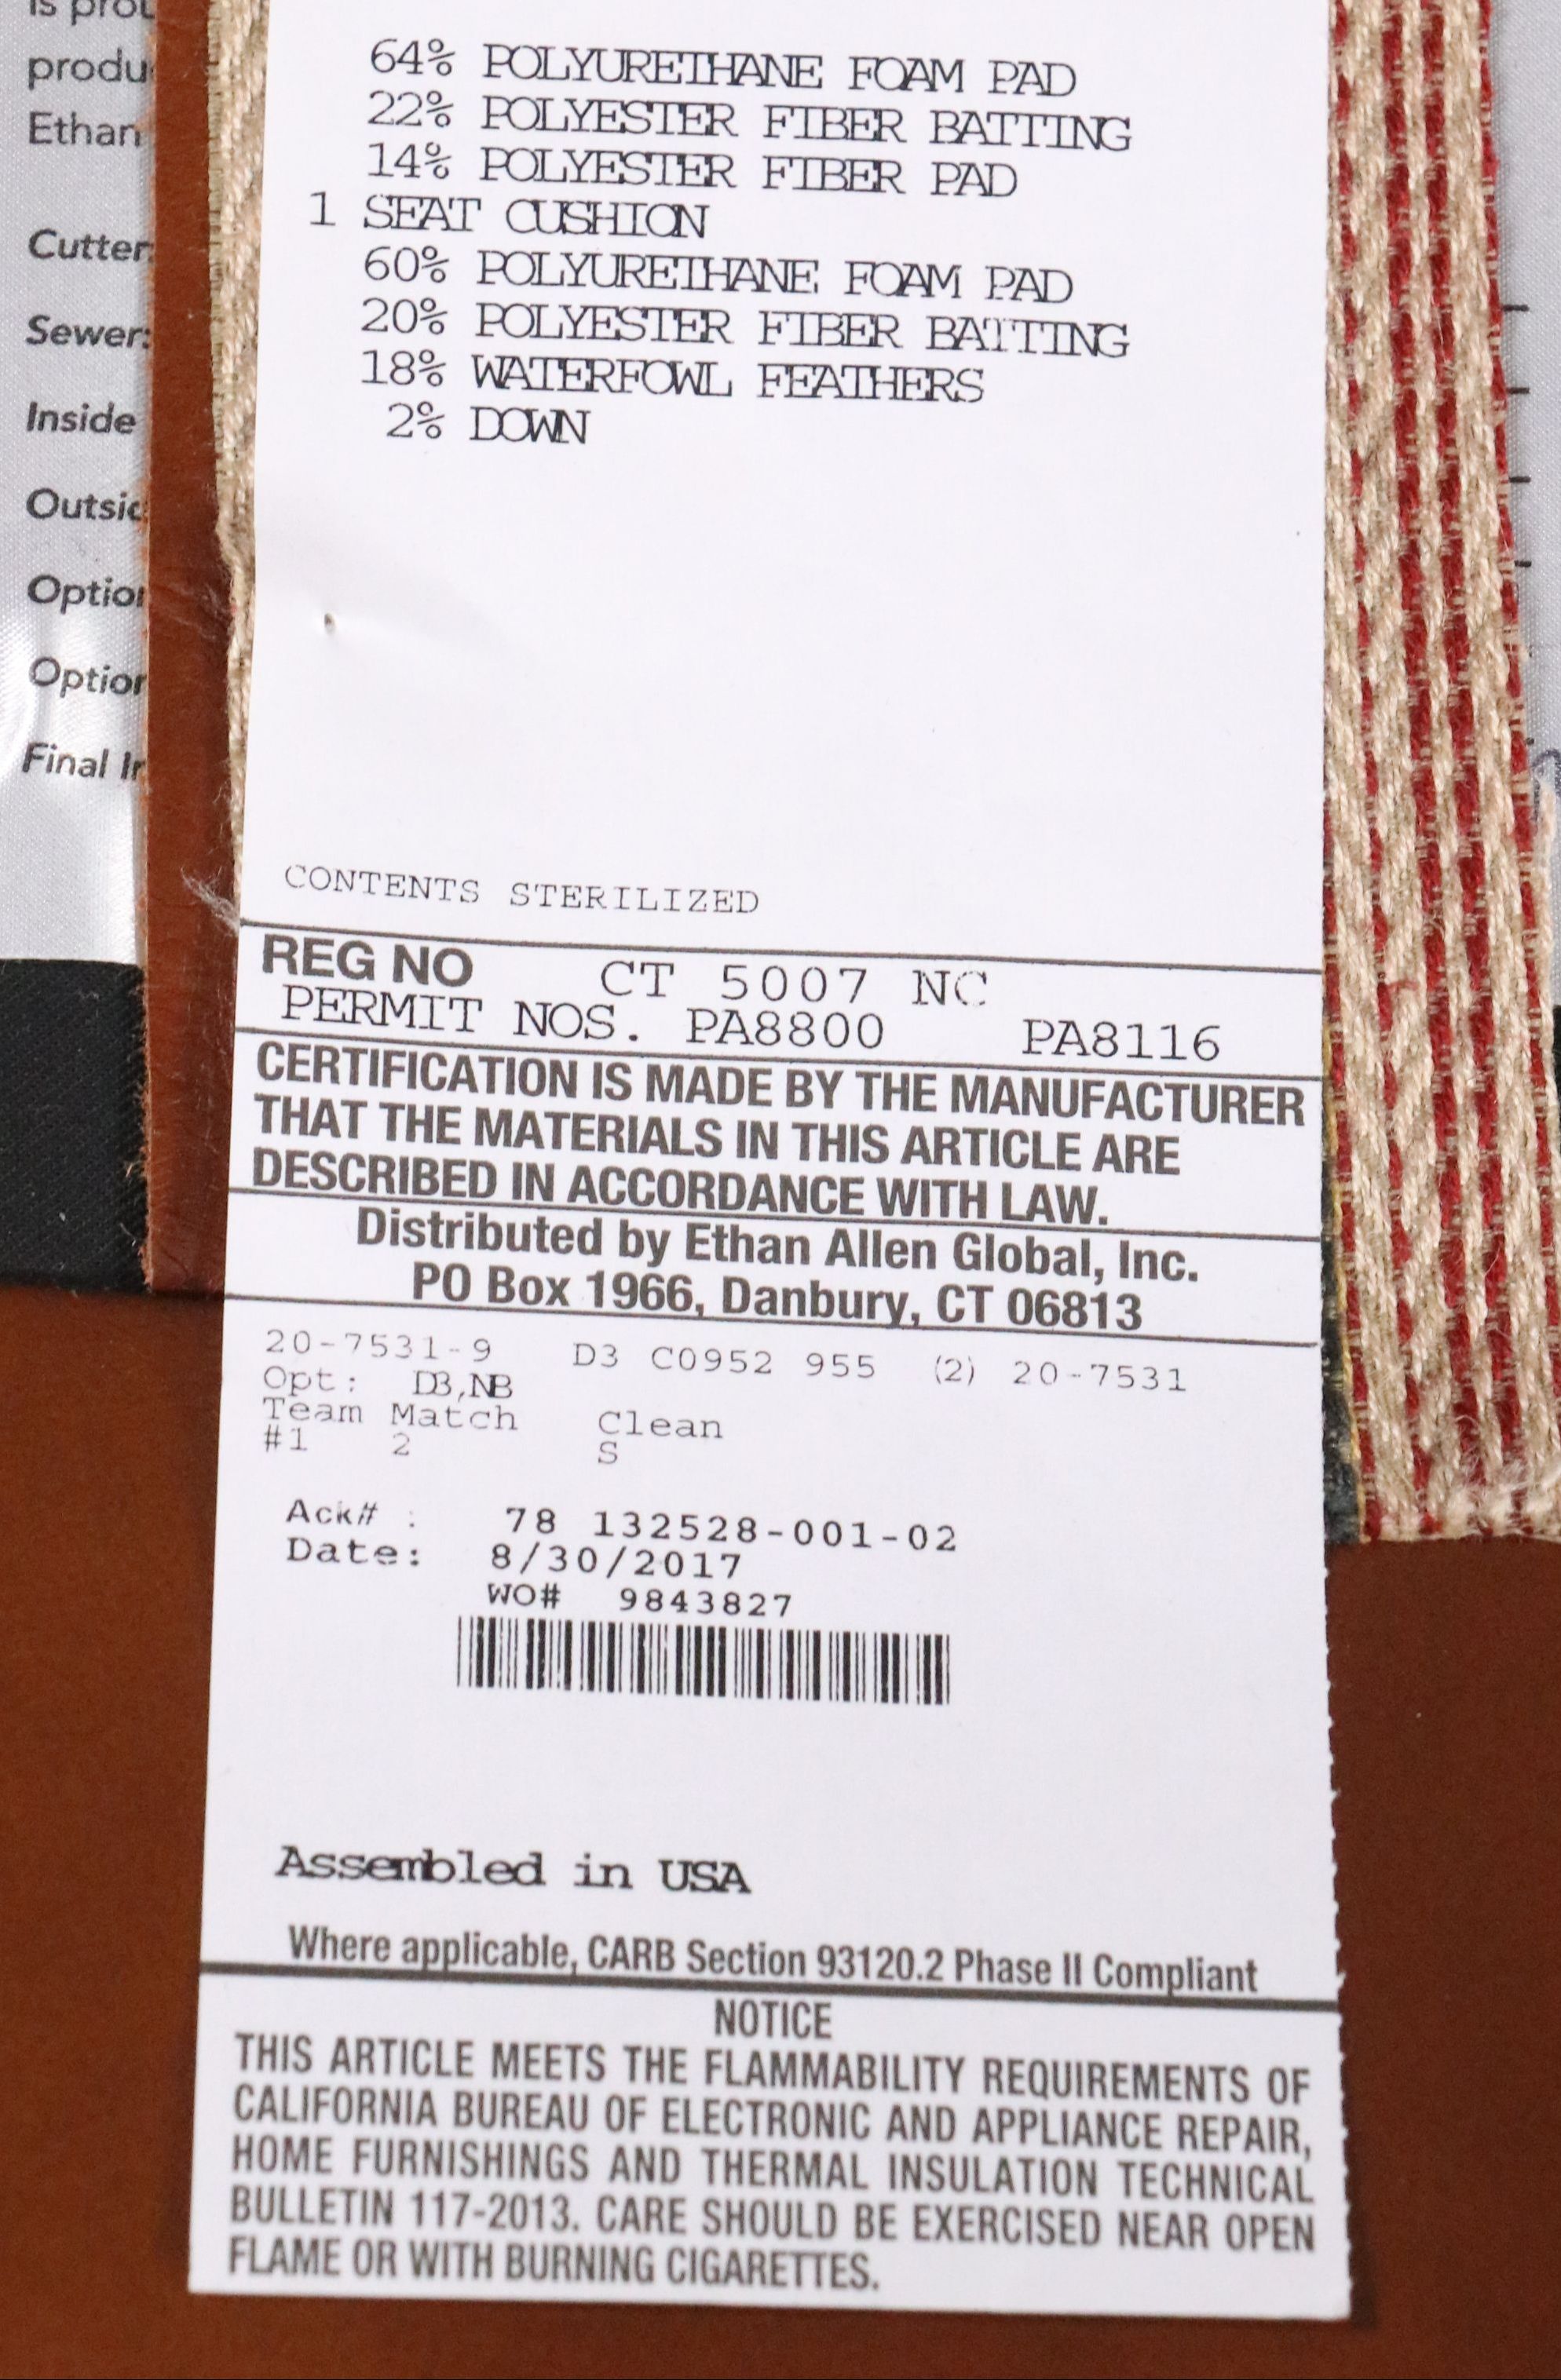 produ
Ethan
Cutter
Sewer:
Inside
Final
64% POLYURETHANE FOAM PAD
22% POLYESTER FIBER BATTING
14% POLYESTER FIBER PAD
1 SEAT CUSHION
60% POLYURETHANE FOAM PAD
20% POLYESTER FIBER BATTING
18% WATERFOWL FEATHERS
2% DOWN
CONTENTS STERILIZED
REG NO CT 5007 NC
PERMIT NOS. PA8800 PA8116
CERTIFICATION IS MADE BY THE MANUFACTURER
THAT THE MATERIALS IN THIS ARTICLE ARE
DESCRIBED IN ACCORDANCE WITH LAW.
Distributed by Ethan Allen Global, Inc.
PO Box 1966, Danbury, CT 06813
20-7531-9 D3 C0952 955 (2) 20-7531
Opt: D3,NB
Team Match Clean
#1 2 S
Ack# : 78 132528-001-02
Date: 8/30/2017
WO# 9843827
Assembled in USA
Where applicable, CARB Section 93120.2 Phase II Compliant
NOTICE
THIS ARTICLE MEETS THE FLAMMABILITY REQUIREMENTS OF
CALIFORNIA BUREAU OF ELECTRONIC AND APPLIANCE REPAIR,
HOME FURNISHINGS AND THERMAL INSULATION TECHNICAL
BULLETIN 117-2013. CARE SHOULD BE EXERCISED NEAR OPEN
FLAME OR WITH BURNING CIGARETTES.